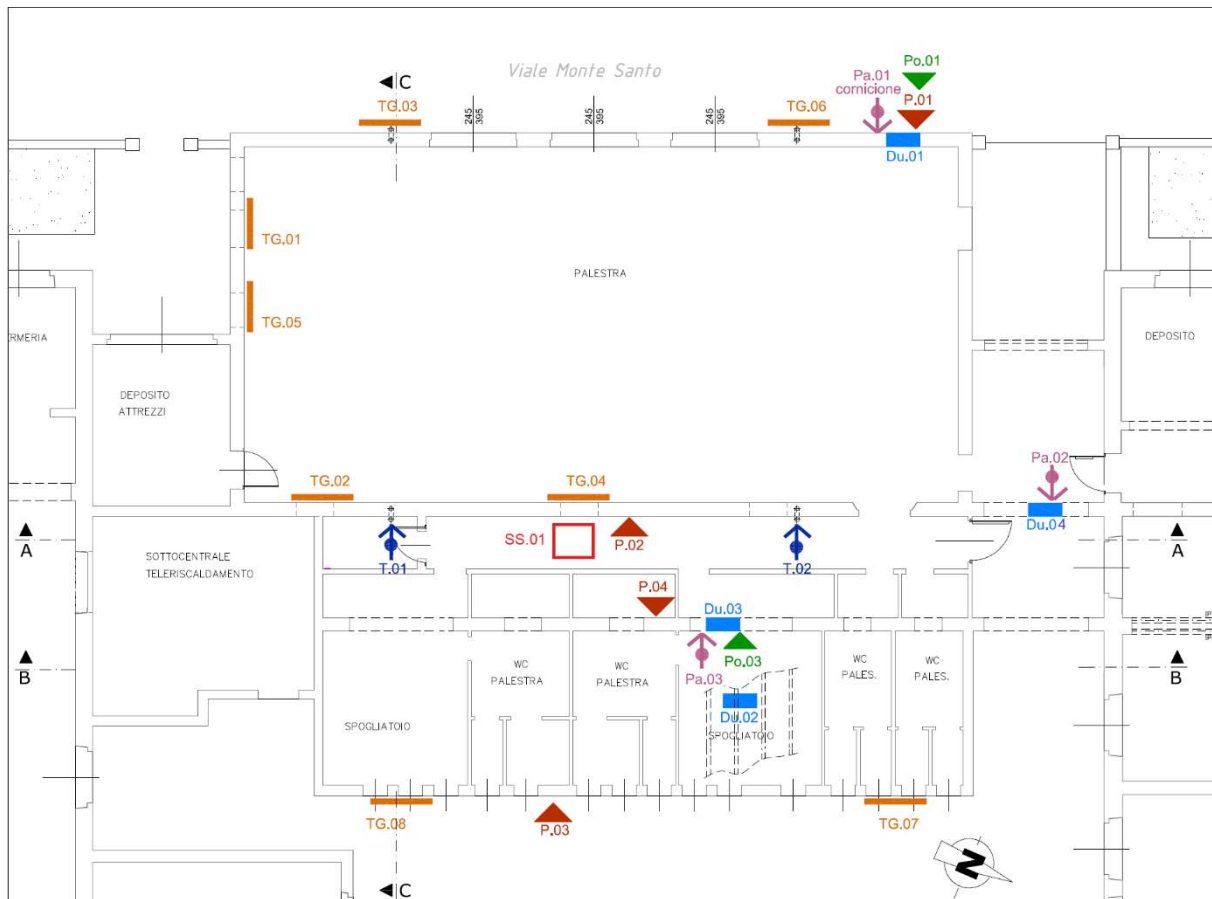 Viale Monte Santo
C
TG.03
245
395
245
395
245
395
TG.06
Pa.01
cornicione
Po.01
P.01
Du.01
TG.01
TG.05
PALESTRA
ERMERIA
DEPOSITO
ATTREZZI
DEPOSITO
TG.02
TG.04
Pa.02
Du.04
A
SOTTOCENTRALE
TELERISCALDAMENTO
T.01
SS.01
P.02
T.02
A
P.04
Du.03
B
WC
PALESTRA
WC
PALESTRA
Pa.03
Po.03
WC
PALES.
WC
PALES.
B
SPOGLIATOIO
Du.02
SPOGLIATOIO
TG.08
P.03
TG.07
N
C